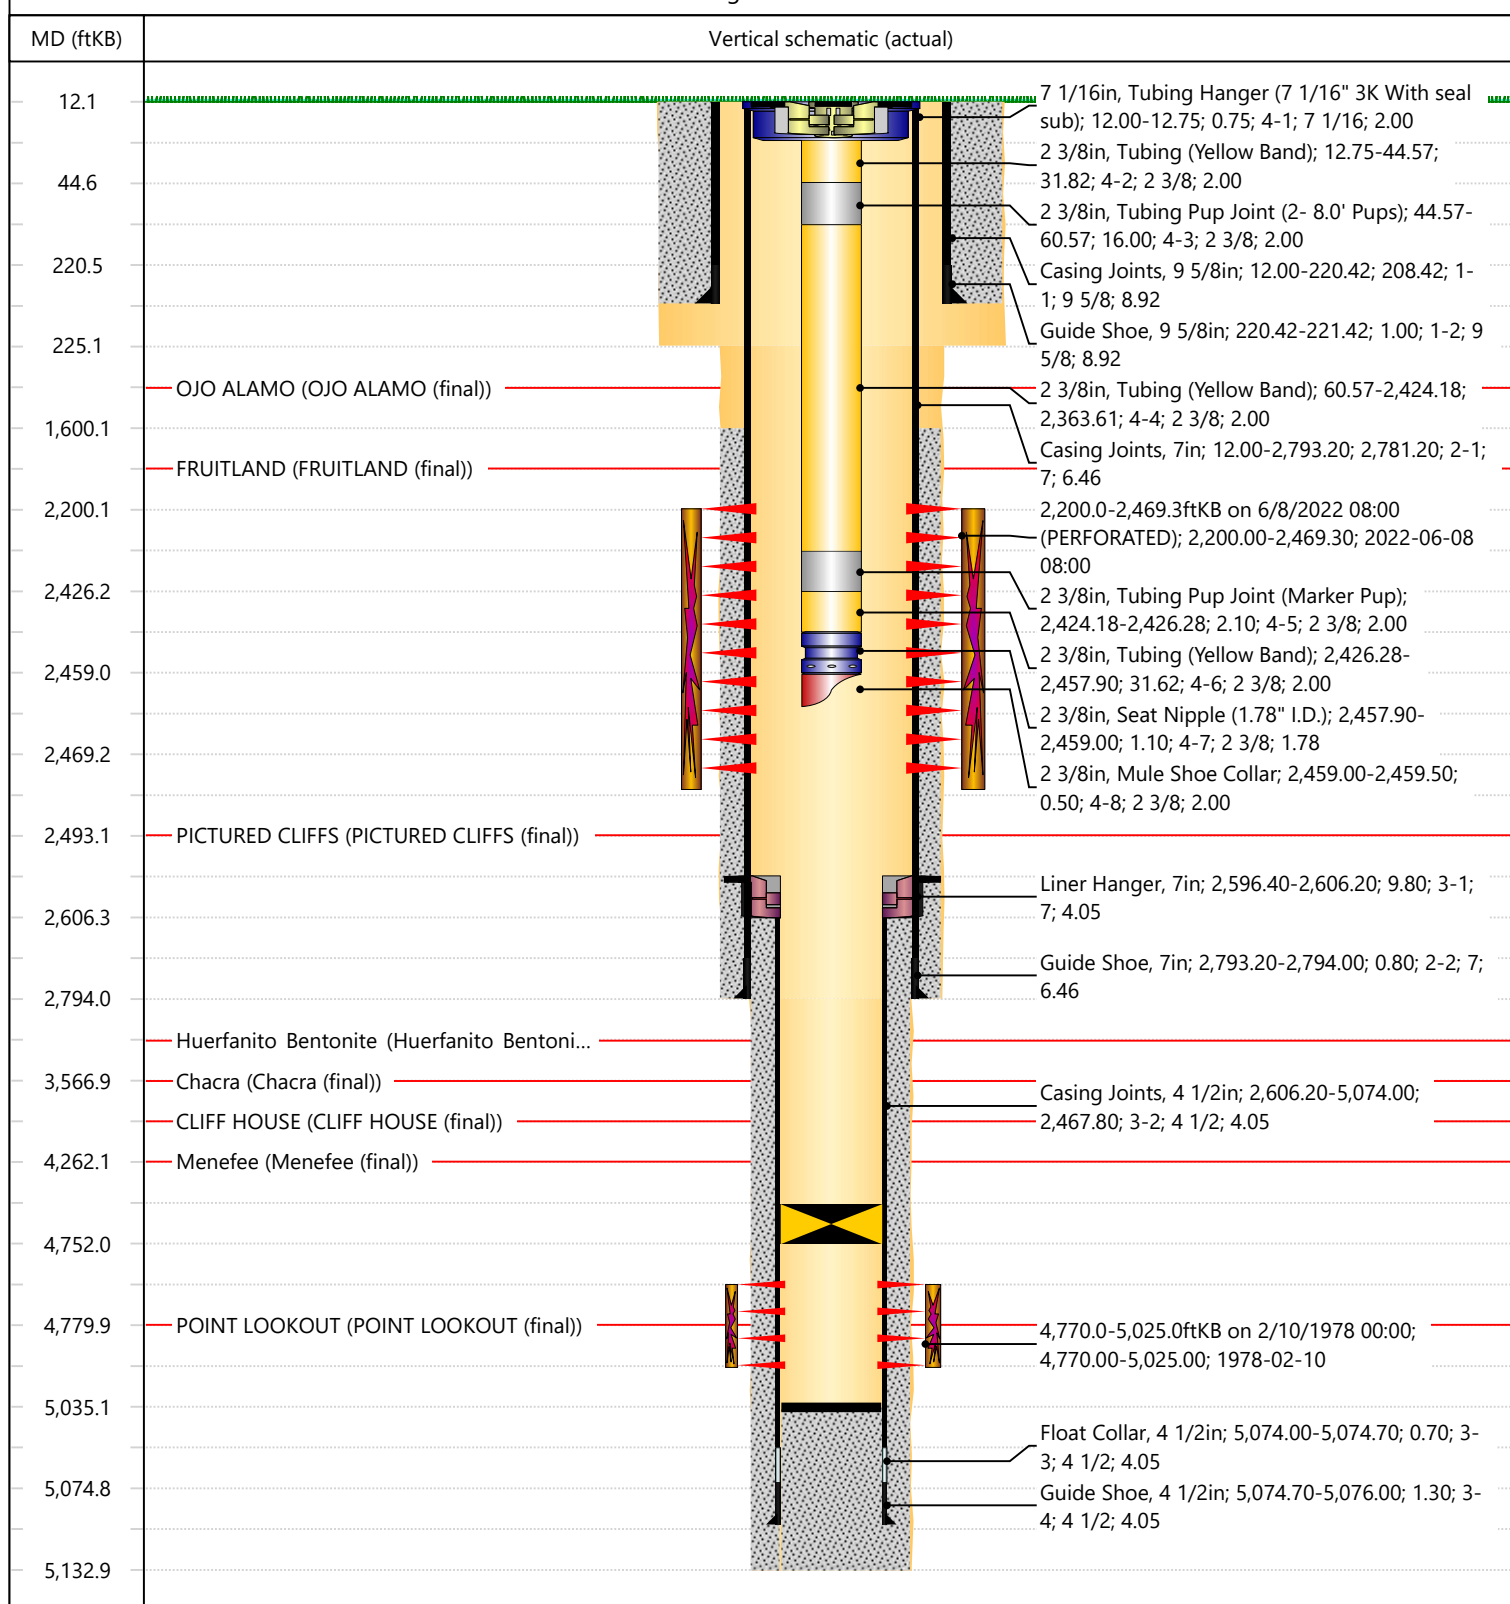 MD (ftKB)
Vertical schematic (actual)
12.1
44.6
220.5
225.1
1,600.1
2,200.1
2,426.2
2,459.0
2,469.2
2,493.1
2,606.3
2,794.0
3,566.9
4,262.1
4,752.0
4,779.9
5,035.1
5,074.8
5,132.9
OJO ALAMO (OJO ALAMO (final))
FRUITLAND (FRUITLAND (final))
PICTURED CLIFFS (PICTURED CLIFFS (final))
Huerfanito Bentonite (Huerfanito Bentoni...
Chacra (Chacra (final))
CLIFF HOUSE (CLIFF HOUSE (final))
Menefee (Menefee (final))
POINT LOOKOUT (POINT LOOKOUT (final))
7 1/16in, Tubing Hanger (7 1/16" 3K With seal
sub); 12.00-12.75; 0.75; 4-1; 7 1/16; 2.00
2 3/8in, Tubing (Yellow Band); 12.75-44.57;
31.82; 4-2; 2 3/8; 2.00
2 3/8in, Tubing Pup Joint (2- 8.0' Pups); 44.57-
60.57; 16.00; 4-3; 2 3/8; 2.00
Casing Joints, 9 5/8in; 12.00-220.42; 208.42; 1-
1; 9 5/8; 8.92
Guide Shoe, 9 5/8in; 220.42-221.42; 1.00; 1-2; 9
5/8; 8.92
2 3/8in, Tubing (Yellow Band); 60.57-2,424.18;
2,363.61; 4-4; 2 3/8; 2.00
Casing Joints, 7in; 12.00-2,793.20; 2,781.20; 2-1;
7; 6.46
2,200.0-2,469.3ftKB on 6/8/2022 08:00
(PERFORATED); 2,200.00-2,469.30; 2022-06-08
08:00
2 3/8in, Tubing Pup Joint (Marker Pup);
2,424.18-2,426.28; 2.10; 4-5; 2 3/8; 2.00
2 3/8in, Tubing (Yellow Band); 2,426.28-
2,457.90; 31.62; 4-6; 2 3/8; 2.00
2 3/8in, Seat Nipple (1.78" I.D.); 2,457.90-
2,459.00; 1.10; 4-7; 2 3/8; 1.78
2 3/8in, Mule Shoe Collar; 2,459.00-2,459.50;
0.50; 4-8; 2 3/8; 2.00
Liner Hanger, 7in; 2,596.40-2,606.20; 9.80; 3-1;
7; 4.05
Guide Shoe, 7in; 2,793.20-2,794.00; 0.80; 2-2; 7;
6.46
Casing Joints, 4 1/2in; 2,606.20-5,074.00;
2,467.80; 3-2; 4 1/2; 4.05
4,770.0-5,025.0ftKB on 2/10/1978 00:00;
4,770.00-5,025.00; 1978-02-10
Float Collar, 4 1/2in; 5,074.00-5,074.70; 0.70; 3-
3; 4 1/2; 4.05
Guide Shoe, 4 1/2in; 5,074.70-5,076.00; 1.30; 3-
4; 4 1/2; 4.05